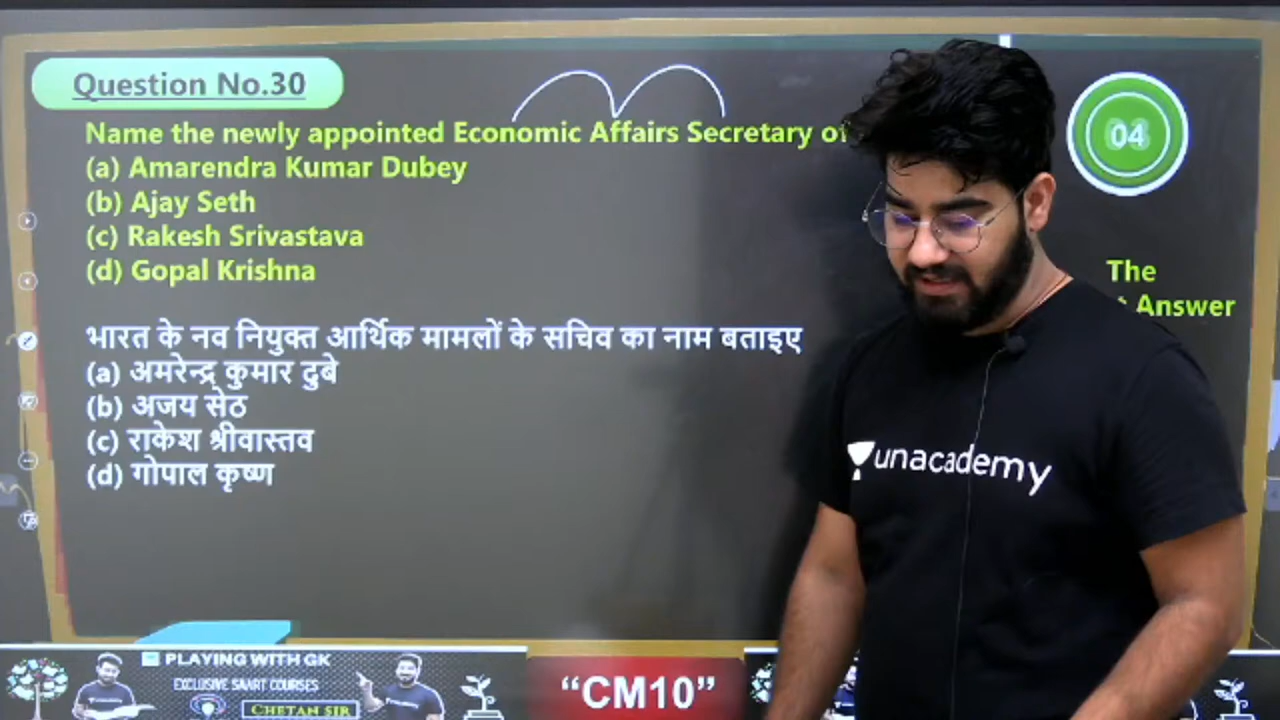 Question No.30
Name the newly appointed Economic Affairs Secretary of
(a) Amarendra Kumar Dubey
(b) Ajay Seth
(c) Rakesh Srivastava
(d) Gopal Krishna
04
The
Answer
भारत के नव नियुक्त आर्थिक मामलों के सचिव का नाम बताइए
(a) अमरेन्द्र कुमार दुबे
(b) अजय सेठ
(c) राकेश श्रीवास्तव
(d) गोपाल कृष्ण
unacademy
PLAYING WITH GK
EXCLUSIVE SAART COURSES
CHETAN SIR
"CM10"